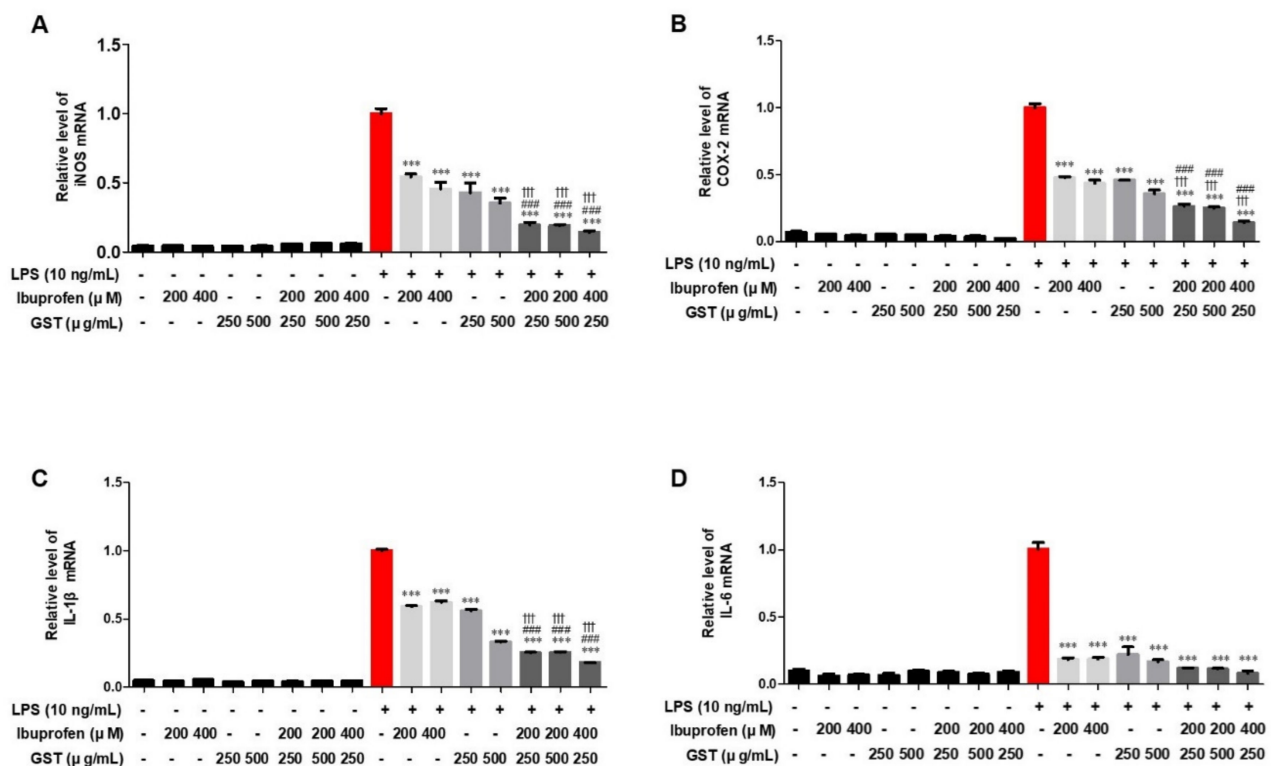 A
Relative level of
iNOS mRNA
1.5
1.0
0.5
0.0
*** *** *** *** ††† ††† †††
### ### ###
*** *** ***
LPS (10 ng/mL) - - - - - - - - + + + + + + + +
Ibuprofen (μ M) - 200 400 - - 200 200 400 - 200 400 - - 200 200 400
GST (μ g/mL) - - - 250 500 250 500 250 - - - 250 500 250 500 250
B
Relative level of
COX-2 mRNA
1.5
1.0
0.5
0.0
*** *** *** *** ### ### ###
††† ††† †††
*** *** ***
LPS (10 ng/mL) - - - - - - - - + + + + + + + +
Ibuprofen (μ M) - 200 400 - - 200 200 400 - 200 400 - - 200 200 400
GST (μ g/mL) - - - 250 500 250 500 250 - - - 250 500 250 500 250
C
Relative level of
IL-1β mRNA
1.5
1.0
0.5
0.0
*** *** *** *** ††† ††† †††
### ### ###
*** *** ***
LPS (10 ng/mL) - - - - - - - - + + + + + + + +
Ibuprofen (μ M) - 200 400 - - 200 200 400 - 200 400 - - 200 200 400
GST (μ g/mL) - - - 250 500 250 500 250 - - - 250 500 250 500 250
D
Relative level of
IL-6 mRNA
1.5
1.0
0.5
0.0
*** *** *** *** *** *** ***
LPS (10 ng/mL) - - - - - - - - + + + + + + + +
Ibuprofen (μ M) - 200 400 - - 200 200 400 - 200 400 - - 200 200 400
GST (μ g/mL) - - - 250 500 250 500 250 - - - 250 500 250 500 250